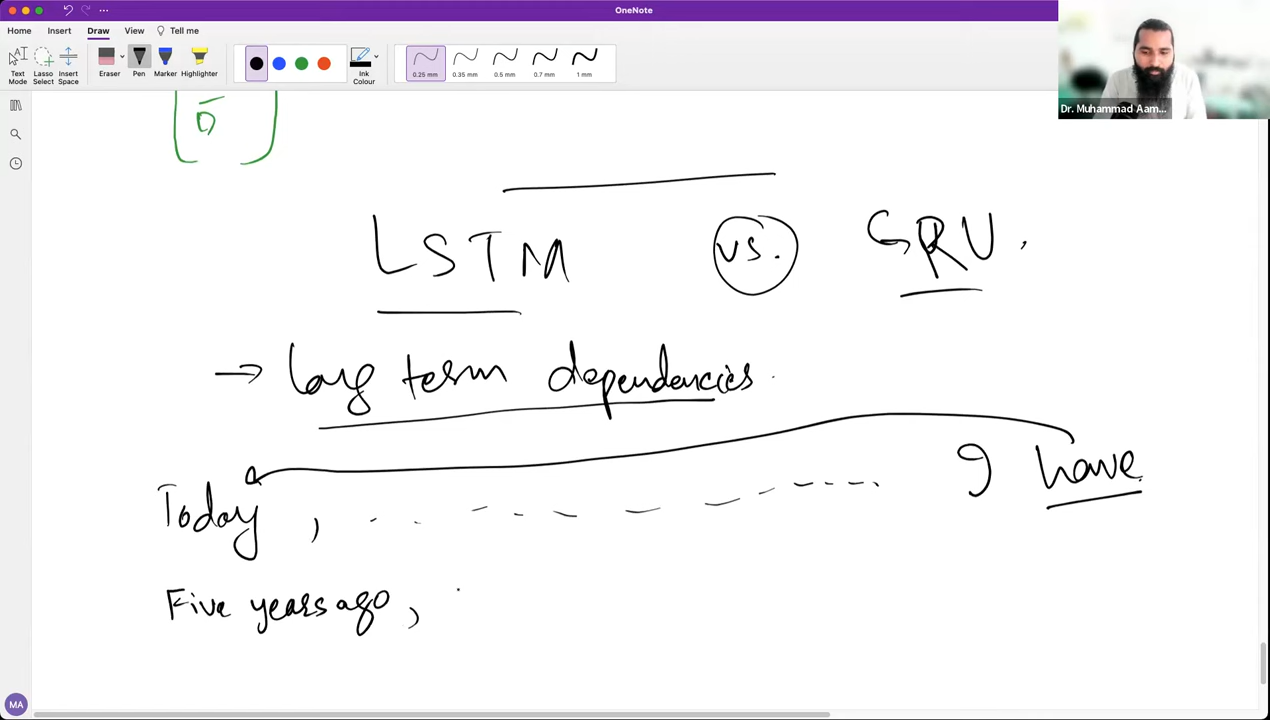 OneNote
Home Insert Draw View Tell me
Text Mode Lasso Select Insert Space Eraser Pen Marker Highlighter Ink Colour 0.25 mm 0.35 mm 0.5 mm 0.7 mm 1 mm
Dr. Muhammad Aam...
D
LSTM vs. GRU.
→ long term dependencies.
Today, I have
Five years ago,
MA